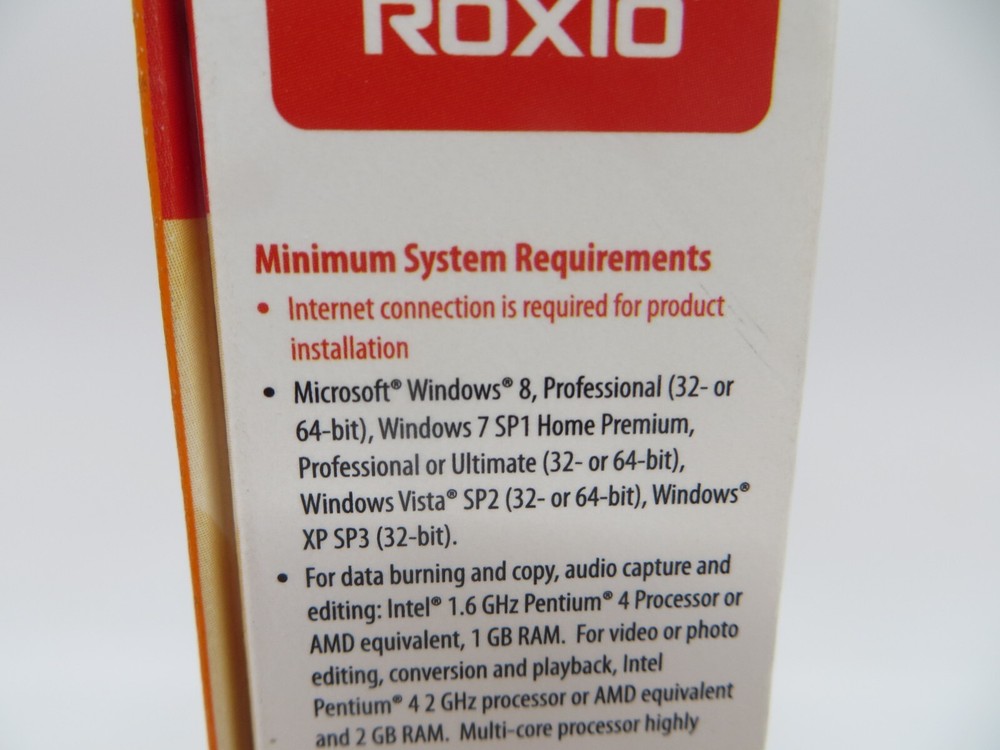 ROXIO
Minimum System Requirements
• Internet connection is required for product
installation
• Microsoft® Windows® 8, Professional (32- or
64-bit), Windows 7 SP1 Home Premium,
Professional or Ultimate (32- or 64-bit),
Windows Vista® SP2 (32- or 64-bit), Windows®
XP SP3 (32-bit).
• For data burning and copy, audio capture and
editing: Intel® 1.6 GHz Pentium® 4 Processor or
AMD equivalent, 1 GB RAM. For video or photo
editing, conversion and playback, Intel
Pentium® 4 2 GHz processor or AMD equivalent
and 2 GB RAM. Multi-core processor highly